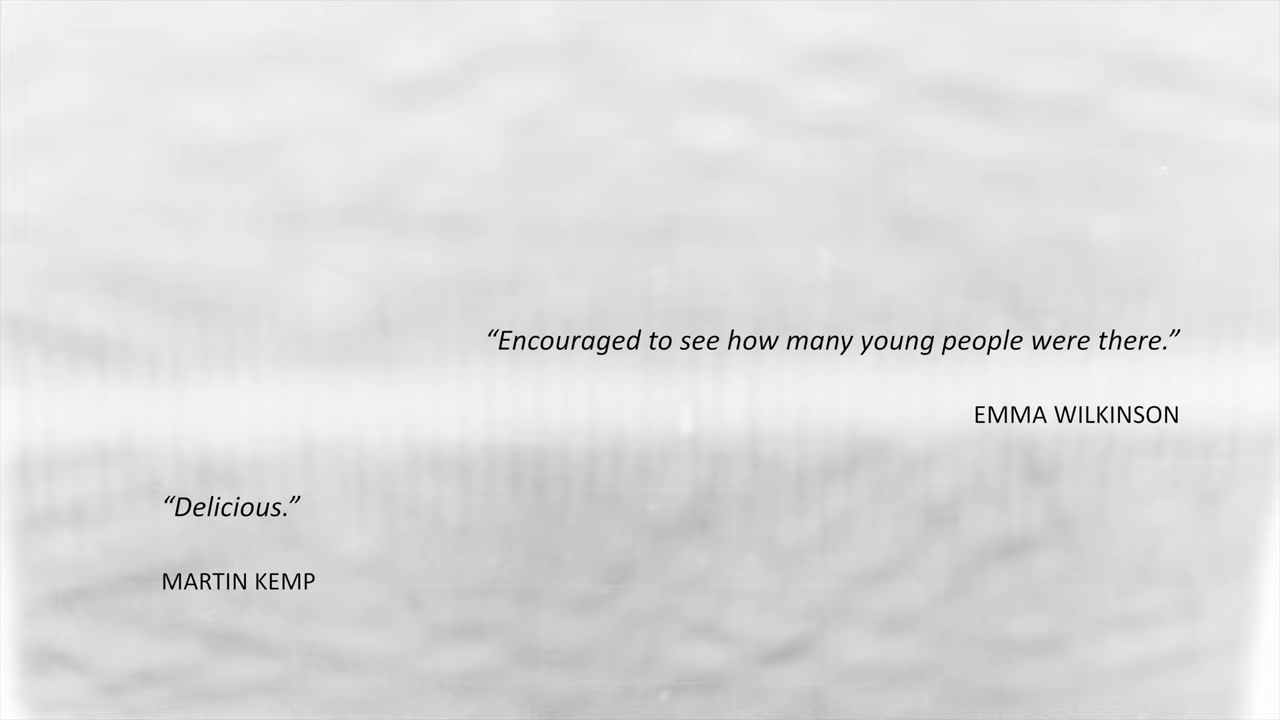 “Encouraged to see how many young people were there.”
EMMA WILKINSON
“Delicious.”
MARTIN KEMP